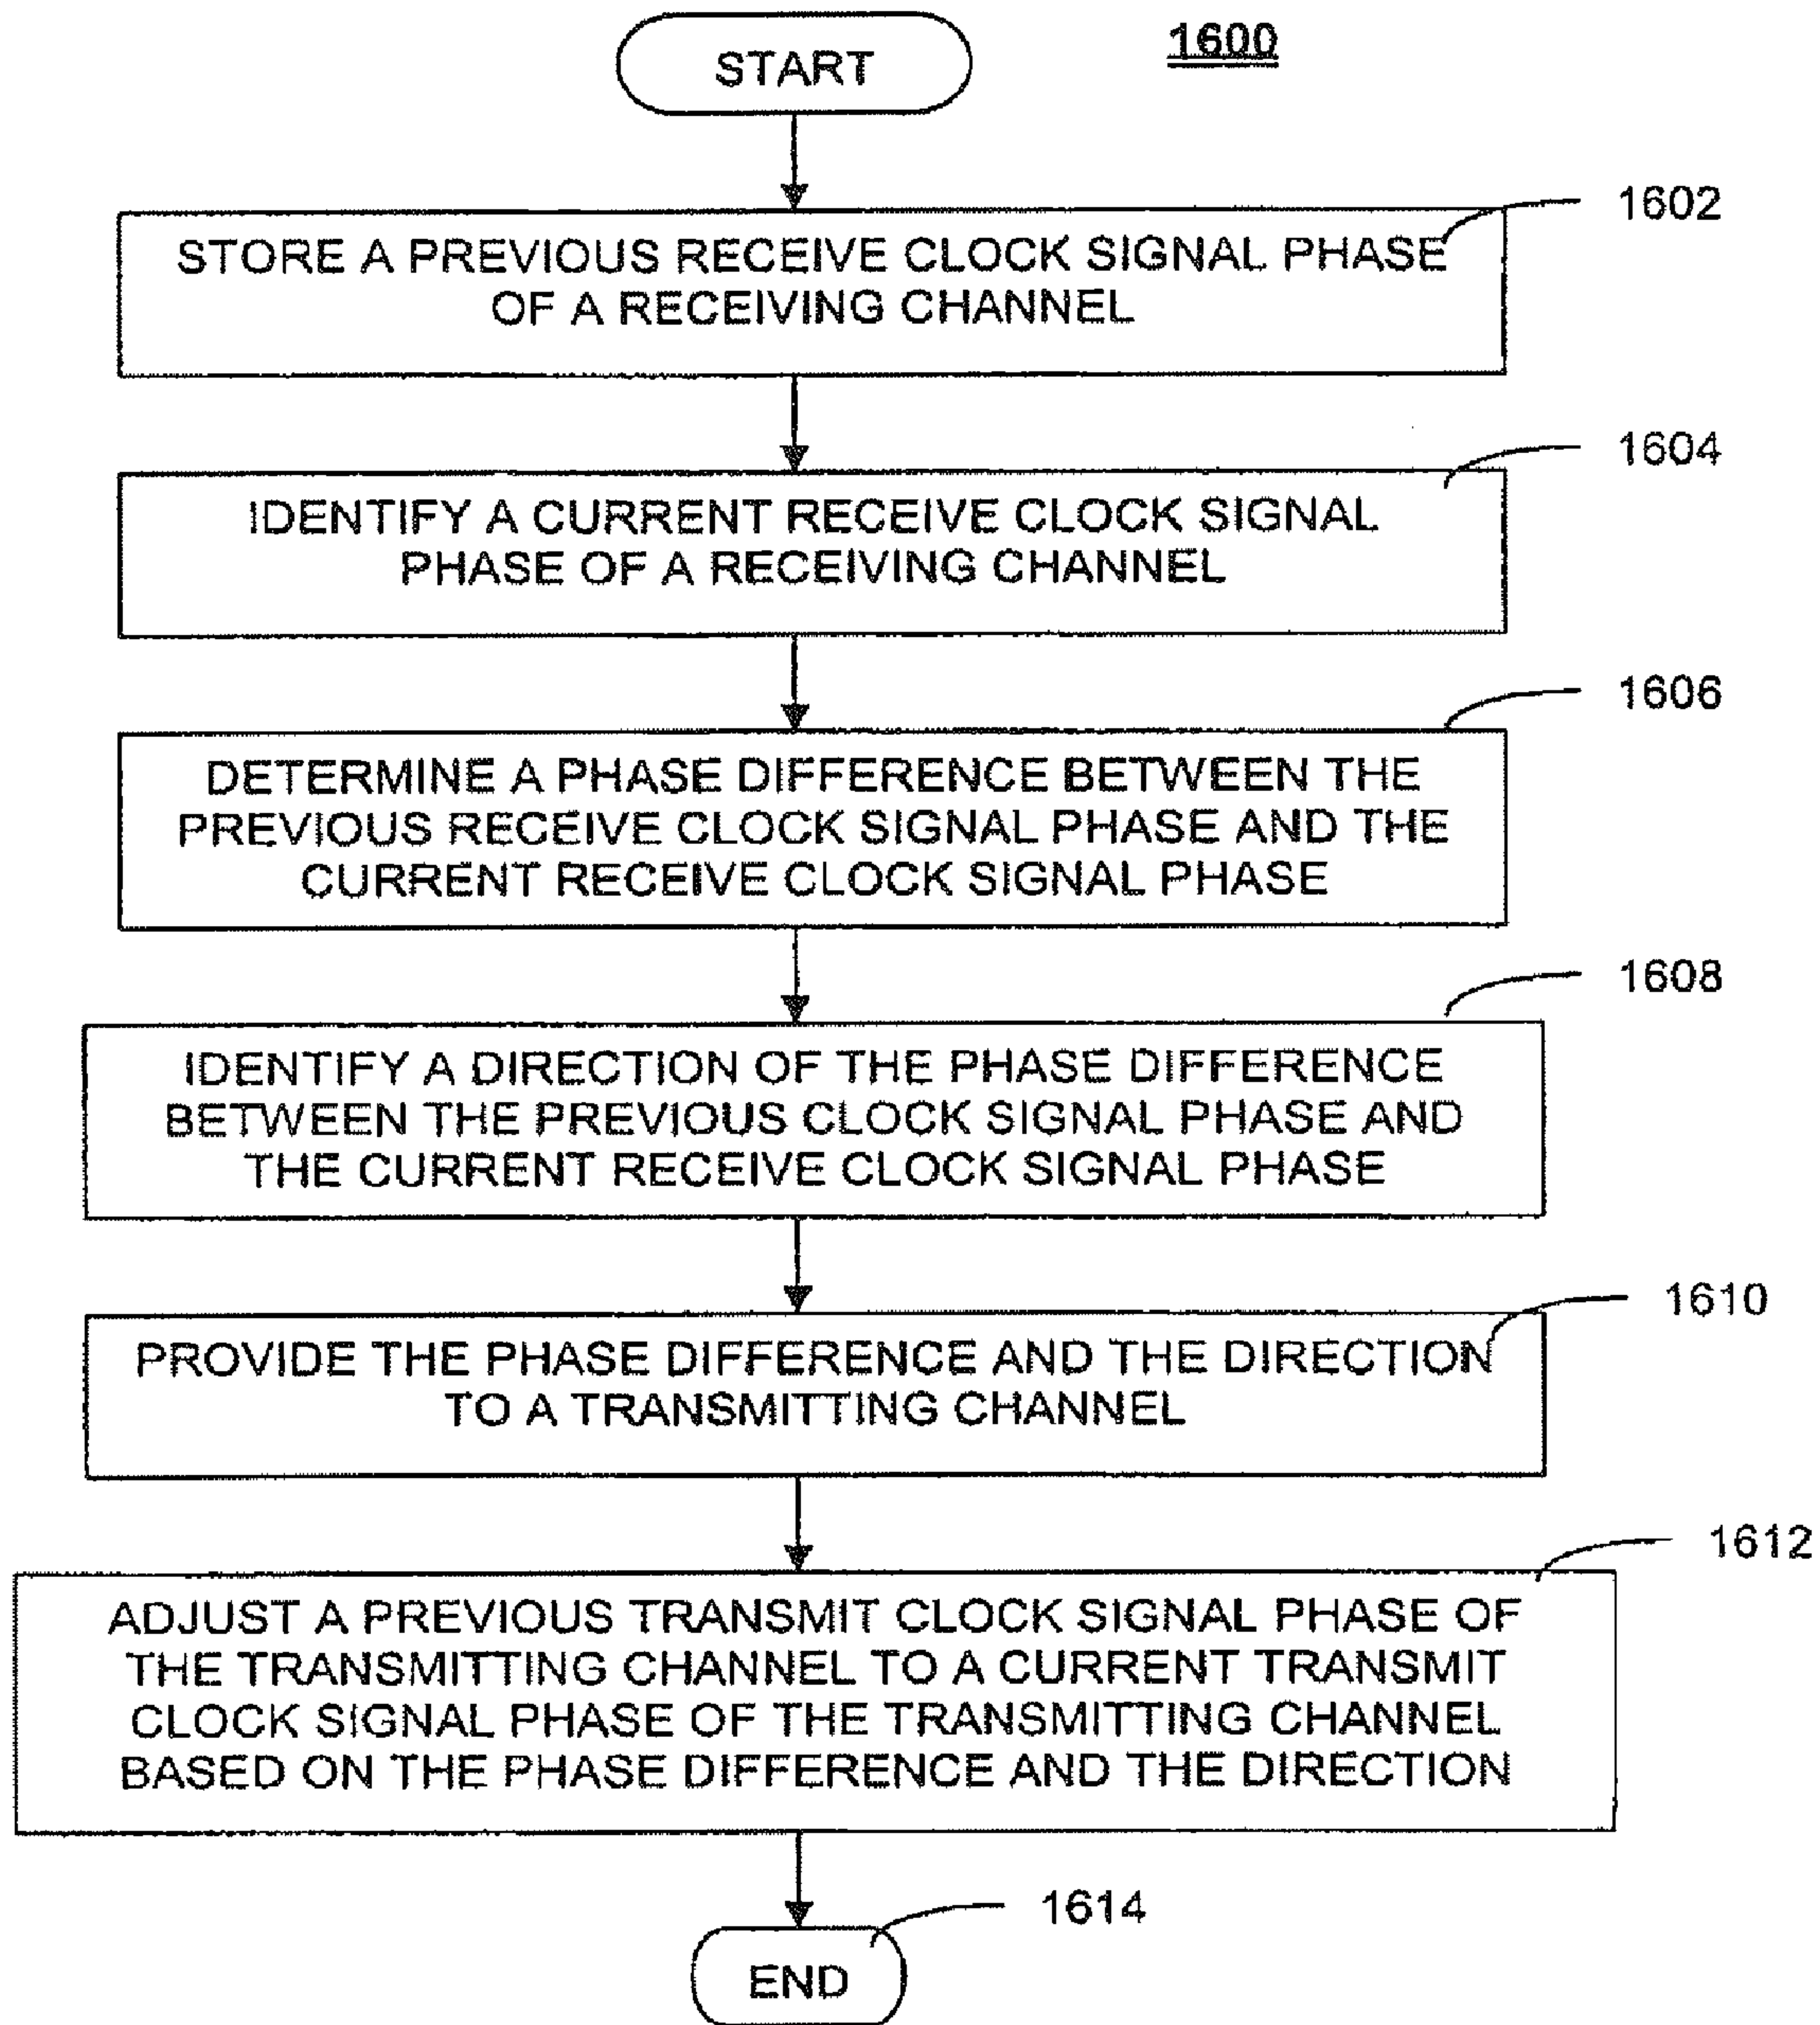 1600
START
1602
STORE A PREVIOUS RECEIVE CLOCK SIGNAL PHASE
OF A RECEIVING CHANNEL
1604
IDENTIFY A CURRENT RECEIVE CLOCK SIGNAL
PHASE OF A RECEIVING CHANNEL
1606
DETERMINE A PHASE DIFFERENCE BETWEEN THE
PREVIOUS RECEIVE CLOCK SIGNAL PHASE AND THE
CURRENT RECEIVE CLOCK SIGNAL PHASE
1608
IDENTIFY A DIRECTION OF THE PHASE DIFFERENCE
BETWEEN THE PREVIOUS CLOCK SIGNAL PHASE AND
THE CURRENT RECEIVE CLOCK SIGNAL PHASE
1610
PROVIDE THE PHASE DIFFERENCE AND THE DIRECTION
TO A TRANSMITTING CHANNEL
1612
ADJUST A PREVIOUS TRANSMIT CLOCK SIGNAL PHASE OF
THE TRANSMITTING CHANNEL TO A CURRENT TRANSMIT
CLOCK SIGNAL PHASE OF THE TRANSMITTING CHANNEL
BASED ON THE PHASE DIFFERENCE AND THE DIRECTION
1614
END